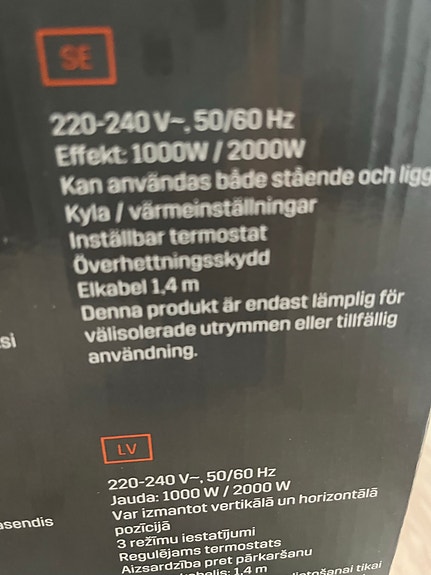 SE
220-240 V~, 50/60 Hz
Effekt: 1000W / 2000W
Kan användas både stående och ligg
Kyla / värmeinställningar
Inställbar termostat
Överhettningsskydd
Elkabel 1,4 m
Denna produkt är endast lämplig för
välisolerade utrymmen eller tillfällig
användning.
si
LV
220-240 V~, 50/60 Hz
Jauda: 1000 W / 2000 W
Var izmantot vertikālā un horizontālā
pozīcijā
3 režīmu iestatījumi
Regulējams termostats
Aizsardzība pret pārkaršanu
1,4 m
tikai
asendis